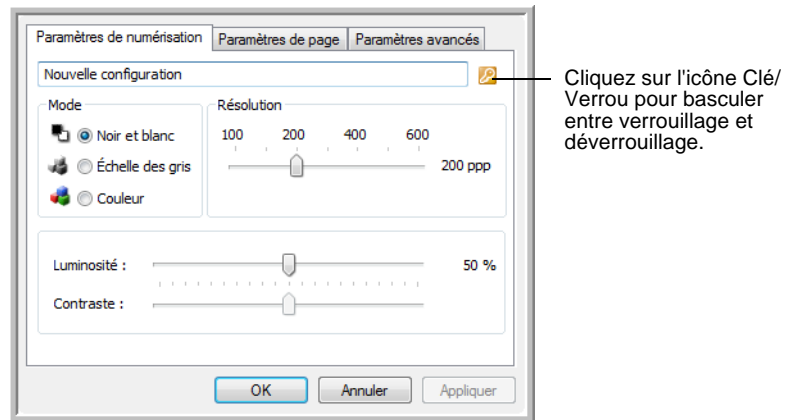 Paramètres de numérisation Paramètres de page Paramètres avancés
Nouvelle configuration
Cliquez sur l'icône Clé/
Verrou pour basculer
entre verrouillage et
déverrouillage.
Mode
Noir et blanc
Échelle des gris
Couleur
Résolution
100 200 400 600
200 ppp
Luminosité : 50 %
Contraste :
OK Annuler Appliquer